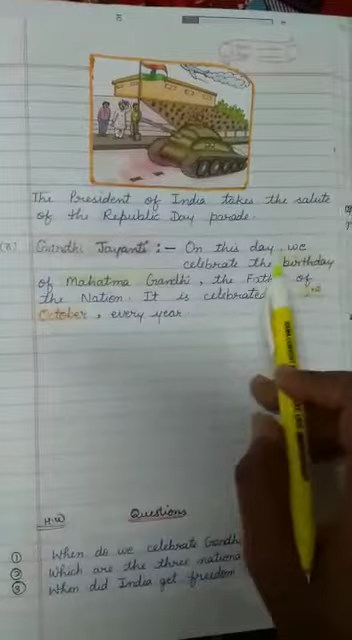 The President of India takes the salute
of the Republic Day parade.
(B) Gandhi Jayanti :- On this day, we
celebrate the birthday
of Mahatma Gandhi, the Fath of
the Nation. It is celebrated 2nd
October, every year
H.W Questions
① When do we celebrate Gandh
② Which are the three nationa
③ When did India get freedom